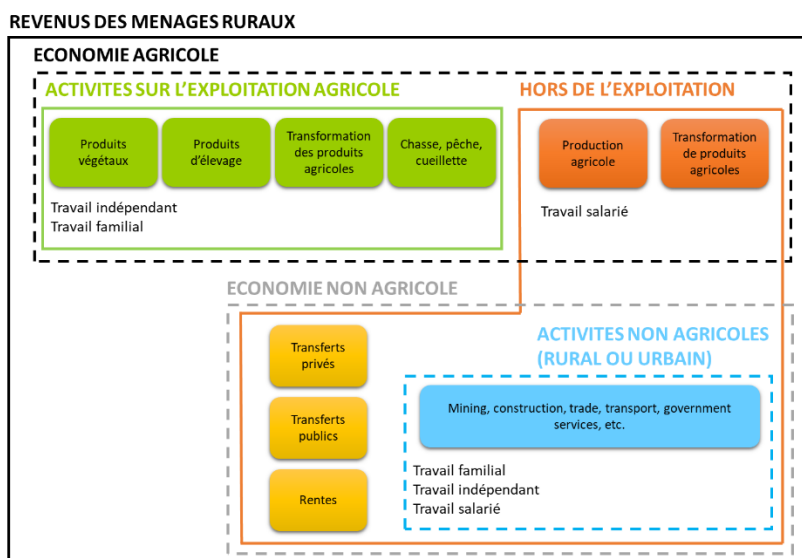 REVENUS DES MENAGES RURAUX
ECONOMIE AGRICOLE
ACTIVITES SUR L'EXPLOITATION AGRICOLE
Produits
végétaux
Produits
d'élevage
Transformation
des produits
agricoles
Chasse, pêche,
cueillette
Travail indépendant
Travail familial
HORS DE L'EXPLOITATION
Production
agricole
Transformation
de produits
agricoles
Travail salarié
ECONOMIE NON AGRICOLE
Transferts
privés
Transferts
publics
Rentes
ACTIVITES NON AGRICOLES
(RURAL OU URBAIN)
Mining, construction, trade, transport, government
services, etc.
Travail familial
Travail indépendant
Travail salarié